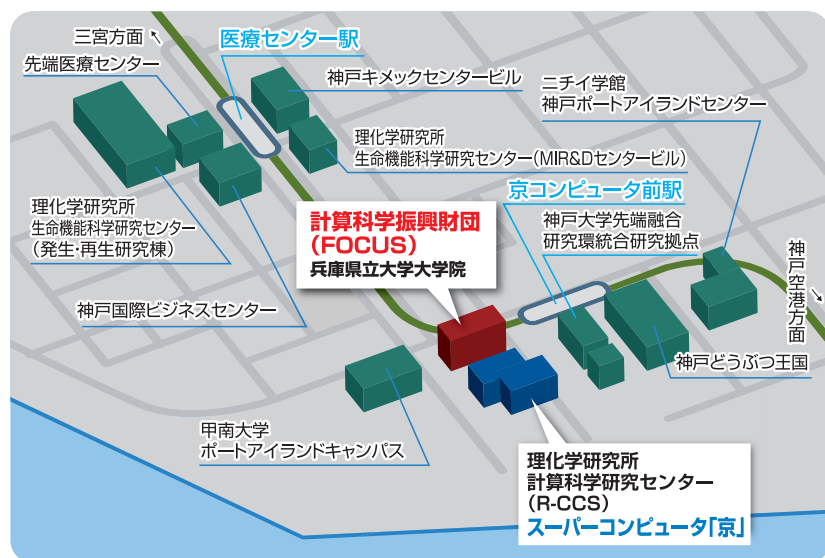 三宮方面
医療センター駅
先端医療センター
神戸キメックセンタービル
ニチイ学館
神戸ポートアイランドセンター
理化学研究所
生命機能科学研究センター(MIR&Dセンタービル)
京コンピュータ前駅
理化学研究所
生命機能科学研究センター
(発生・再生研究棟)
計算科学振興財団
(FOCUS)
兵庫県立大学大学院
神戸大学先端融合
研究環統合研究拠点
神戸空港方面
神戸国際ビジネスセンター
神戸どうぶつ王国
甲南大学
ポートアイランドキャンパス
理化学研究所
計算科学研究センター
(R-CCS)
スーパーコンピュータ「京」